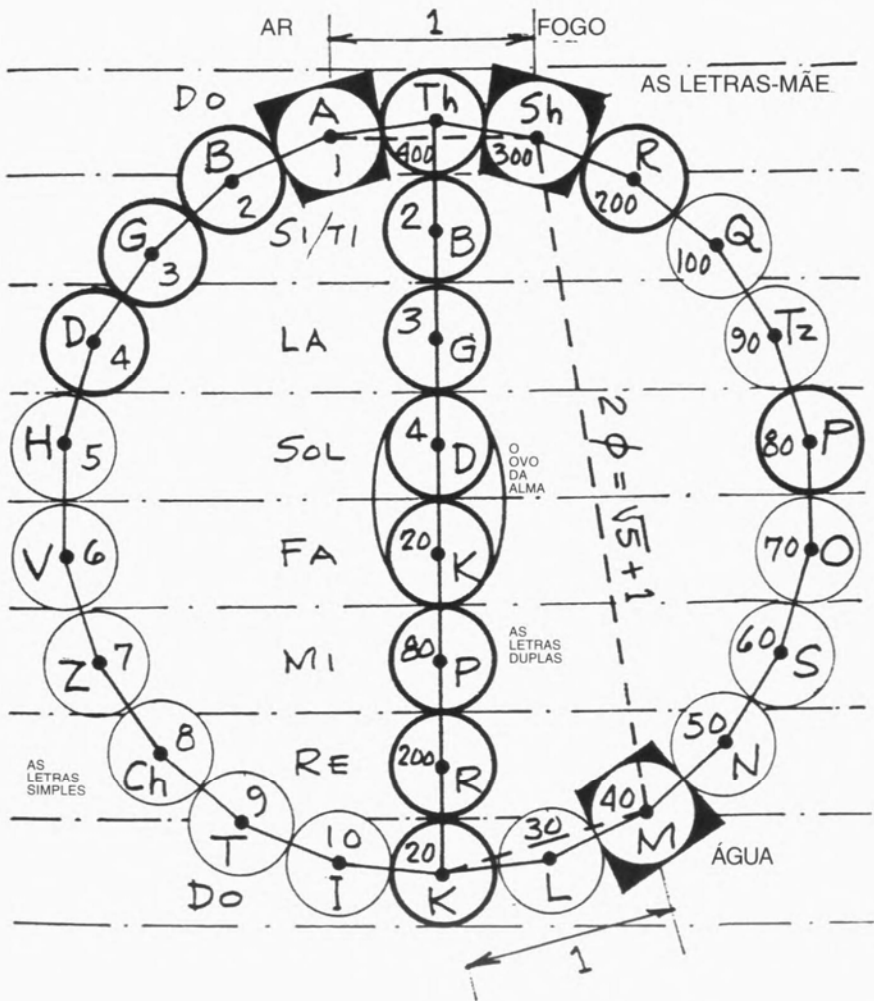 AR 1 FOGO
AS LETRAS-MÃE
Do A Th Sh
1 400 300
B 2 R 200
G 3 SI/TI 2 B Q 100
D 4 LA 3 G 90 Tz
H 5 SOL 4 D 80 P
O
OVO
DA
ALMA
2φ = √5 + 1
V 6 FA 20 K 70 O
Z 7 MI 80 P 60 S
AS
LETRAS
DUPLAS
Ch 8 RE 200 R 50 N
AS
LETRAS
SIMPLES
T 9 40 M
ÁGUA
Do I 10 20 K 30 L
1